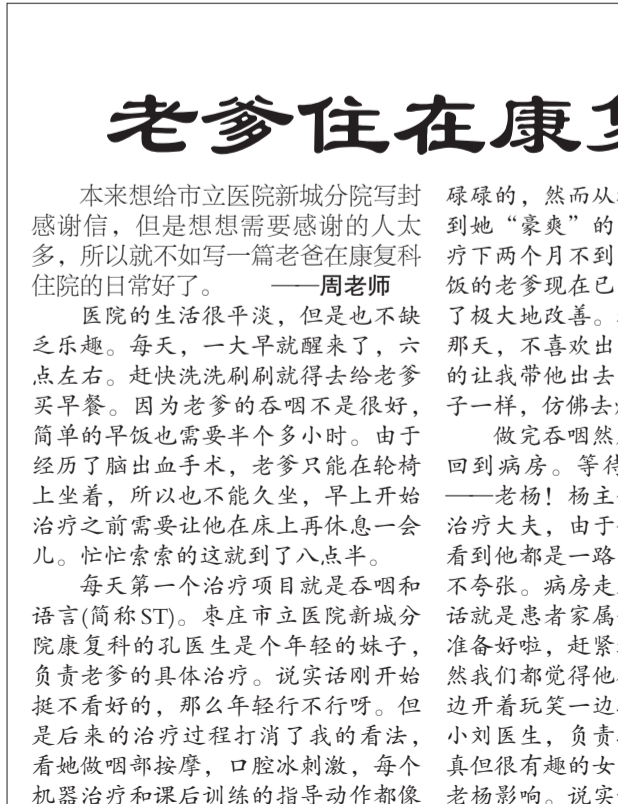 老爹住在康
本来想给市立医院新城分院写封
感谢信，但是想想需要感谢的人太
多，所以就不如写一篇老爸在康复科
住院的日常好了。 ——周老师
医院的生活很平淡，但是也不缺
乏乐趣。每天，一大早就醒来了，六
点左右。赶快洗洗刷刷就得去给老爹
买早餐。因为老爹的吞咽不是很好，
简单的早饭也需要半个多小时。由于
经历了脑出血手术，老爹只能在轮椅
上坐着，所以也不能久坐，早上开始
治疗之前需要让他在床上再休息一会
儿。忙忙索索的这就到了八点半。
每天第一个治疗项目就是吞咽和
语言(简称ST)。枣庄市立医院新城分
院康复科的孔医生是个年轻的妹子，
负责老爹的具体治疗。说实话刚开始
挺不看好的，那么年轻行不行呀。但
是后来的治疗过程打消了我的看法，
看她做咽部按摩，口腔冰刺激，每个
机器治疗和课后训练的指导动作都像
碌碌的，然而从
到她“豪爽”的
疗下两个月不到
饭的老爹现在已
了极大地改善。
那天，不喜欢出
的让我带他出去
子一样，仿佛去
做完吞咽然
回到病房。等待
——老杨！杨主
治疗大夫，由于
看到他都是一路
不夸张。病房走
话就是患者家属
准备好啦，赶紧
然我们都觉得他
边开着玩笑一边
小刘医生，负责
真但很有趣的女
老杨影响。说实